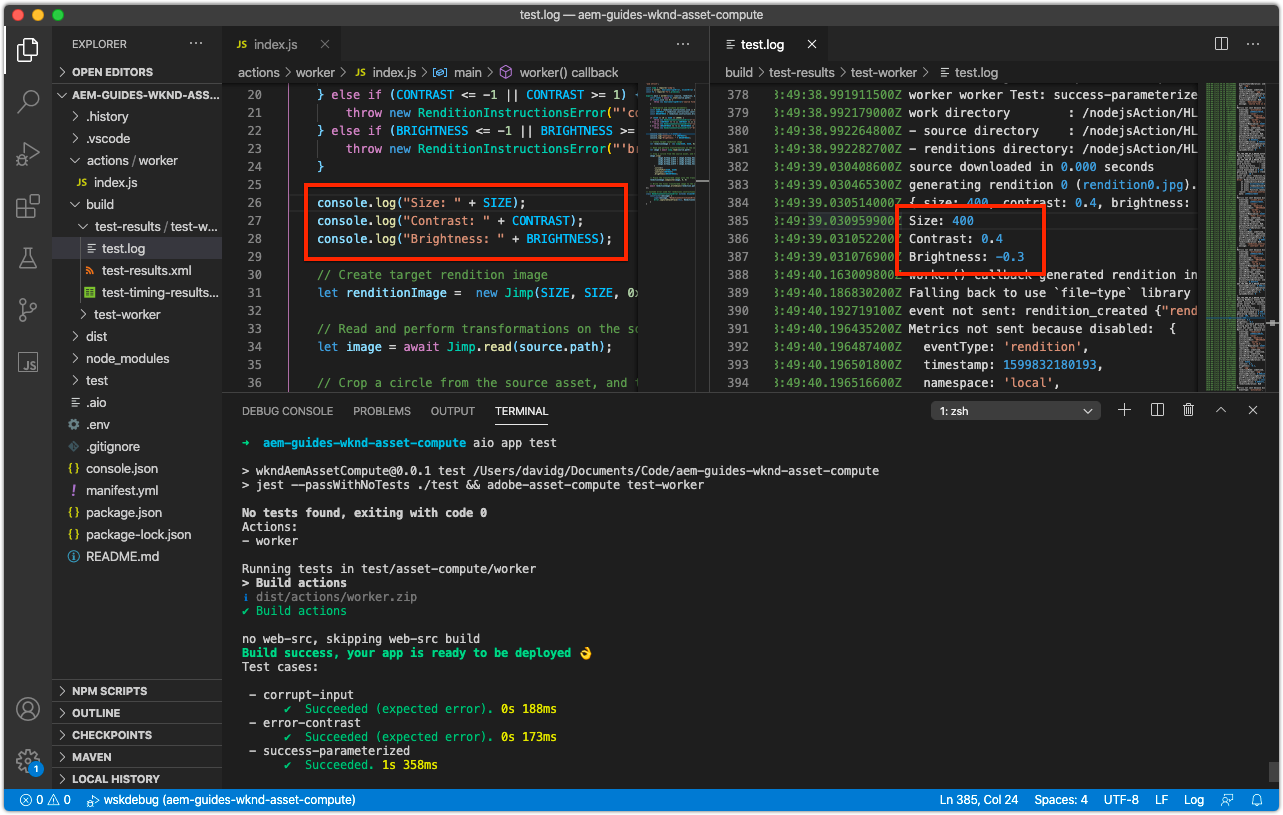 test.log — aem-guides-wknd-asset-compute
EXPLORER
OPEN EDITORS
AEM-GUIDES-WKND-ASS...
.history
.vscode
actions / worker
JS index.js
build
test-results / test-w...
test.log
test-results.xml
test-timing-results...
test-worker
dist
node_modules
test
.aio
.env
.gitignore
{} console.json
! manifest.yml
{} package.json
{} package-lock.json
README.md
NPM SCRIPTS
OUTLINE
CHECKPOINTS
MAVEN
LOCAL HISTORY
JS index.js
actions > worker > JS index.js > main > worker() callback
20 } else if (CONTRAST <= -1 || CONTRAST >= 1) {
21 throw new RenditionInstructionsError("'co
22 } else if (BRIGHTNESS <= -1 || BRIGHTNESS >=
23 throw new RenditionInstructionsError("'b
24 }
25
26 console.log("Size: " + SIZE);
27 console.log("Contrast: " + CONTRAST);
28 console.log("Brightness: " + BRIGHTNESS);
29
30 // Create target rendition image
31 let renditionImage =  new Jimp(SIZE, SIZE, 0x
32
33 // Read and perform transformations on the so
34 let image = await Jimp.read(source.path);
35
36 // Crop a circle from the source asset, and
test.log
build > test-results > test-worker > test.log
378 3:49:38.991911500Z worker worker Test: success-parameterize
379 3:49:38.992179000Z work directory : /nodejsAction/HL
380 3:49:38.992264800Z - source directory : /nodejsAction/HL
381 3:49:38.992282700Z - renditions directory: /nodejsAction/HL
382 3:49:39.030408600Z source downloaded in 0.000 seconds
383 3:49:39.030465300Z generating rendition 0 (rendition0.jpg).
384 3:49:39.030514000Z { size: 400, contrast: 0.4, brightness:
385 3:49:39.030959900Z Size: 400
386 3:49:39.031052200Z Contrast: 0.4
387 3:49:39.031076900Z Brightness: -0.3
388 3:49:40.163009800Z worker() callback generated rendition in
389 3:49:40.186830200Z Falling back to use `file-type` library
390 3:49:40.192719100Z event not sent: rendition_created {"rend
391 3:49:40.196435200Z Metrics not sent because disabled:  {
392 3:49:40.196487400Z eventType: 'rendition',
393 3:49:40.196501800Z timestamp: 1599832180193,
394 3:49:40.196516600Z namespace: 'local',
DEBUG CONSOLE PROBLEMS OUTPUT TERMINAL 1: zsh
→ aem-guides-wknd-asset-compute aio app test
> wkndAemAssetCompute@0.0.1 test /Users/davidg/Documents/Code/aem-guides-wknd-asset-compute
> jest --passWithNoTests ./test && adobe-asset-compute test-worker
No tests found, exiting with code 0
Actions:
- worker
Running tests in test/asset-compute/worker
> Build actions
i dist/actions/worker.zip
✔ Build actions
no web-src, skipping web-src build
Build success, your app is ready to be deployed 👌
Test cases:
- corrupt-input
✔ Succeeded (expected error). 0s 188ms
- error-contrast
✔ Succeeded (expected error). 0s 173ms
- success-parameterized
✔ Succeeded. 1s 358ms
1
0 0 wskdebug (aem-guides-wknd-asset-compute) Ln 385, Col 24 Spaces: 4 UTF-8 LF Log